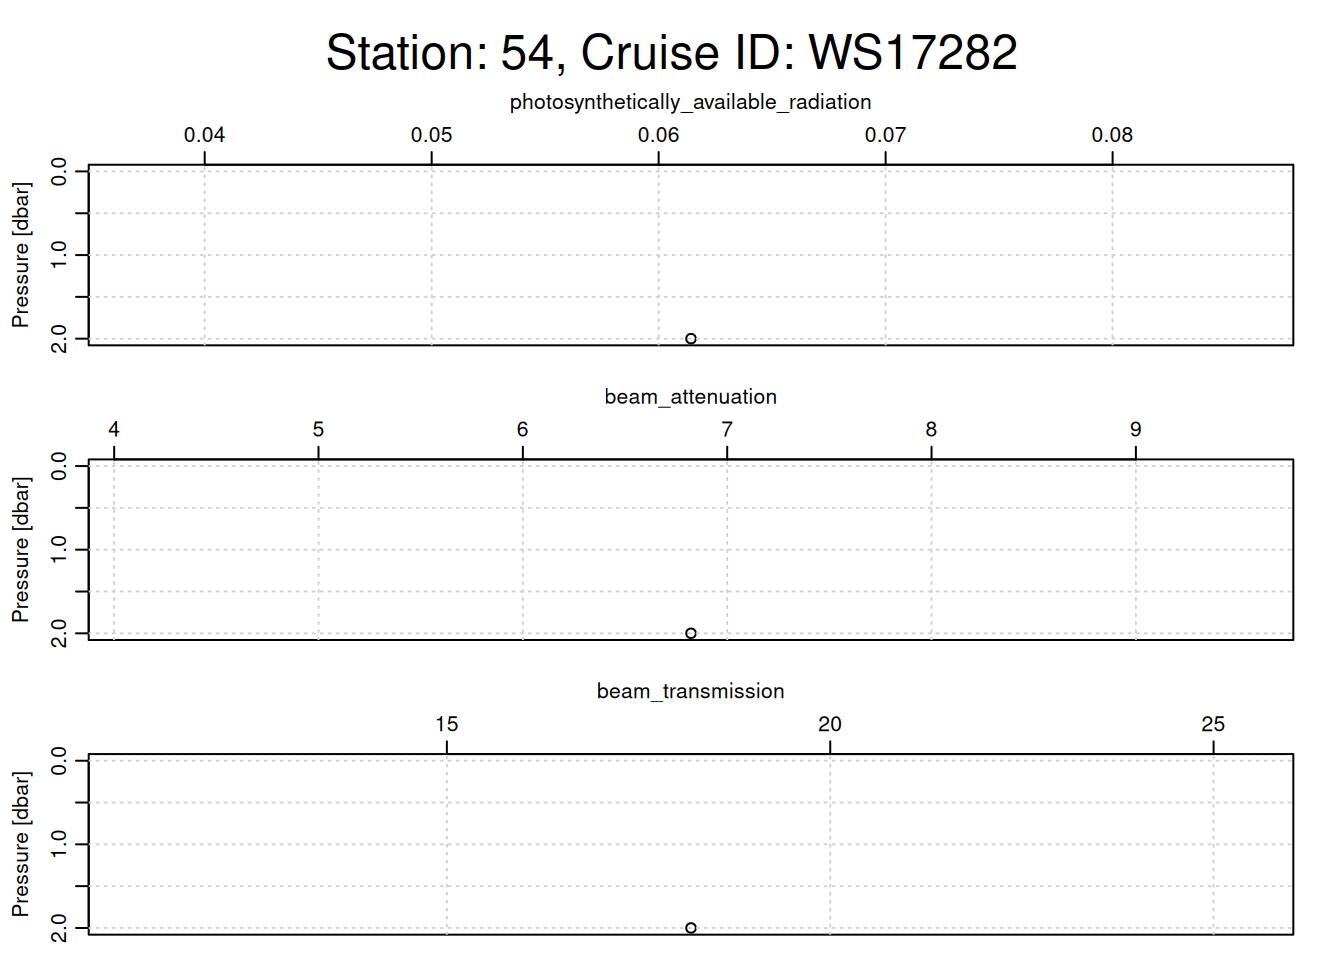 Station: 54, Cruise ID: WS17282
photosynthetically_available_radiation
0.04 0.05 0.06 0.07 0.08
Pressure [dbar]
0.0
1.0
2.0
beam_attenuation
4 5 6 7 8 9
Pressure [dbar]
0.0
1.0
2.0
beam_transmission
15 20 25
Pressure [dbar]
0.0
1.0
2.0